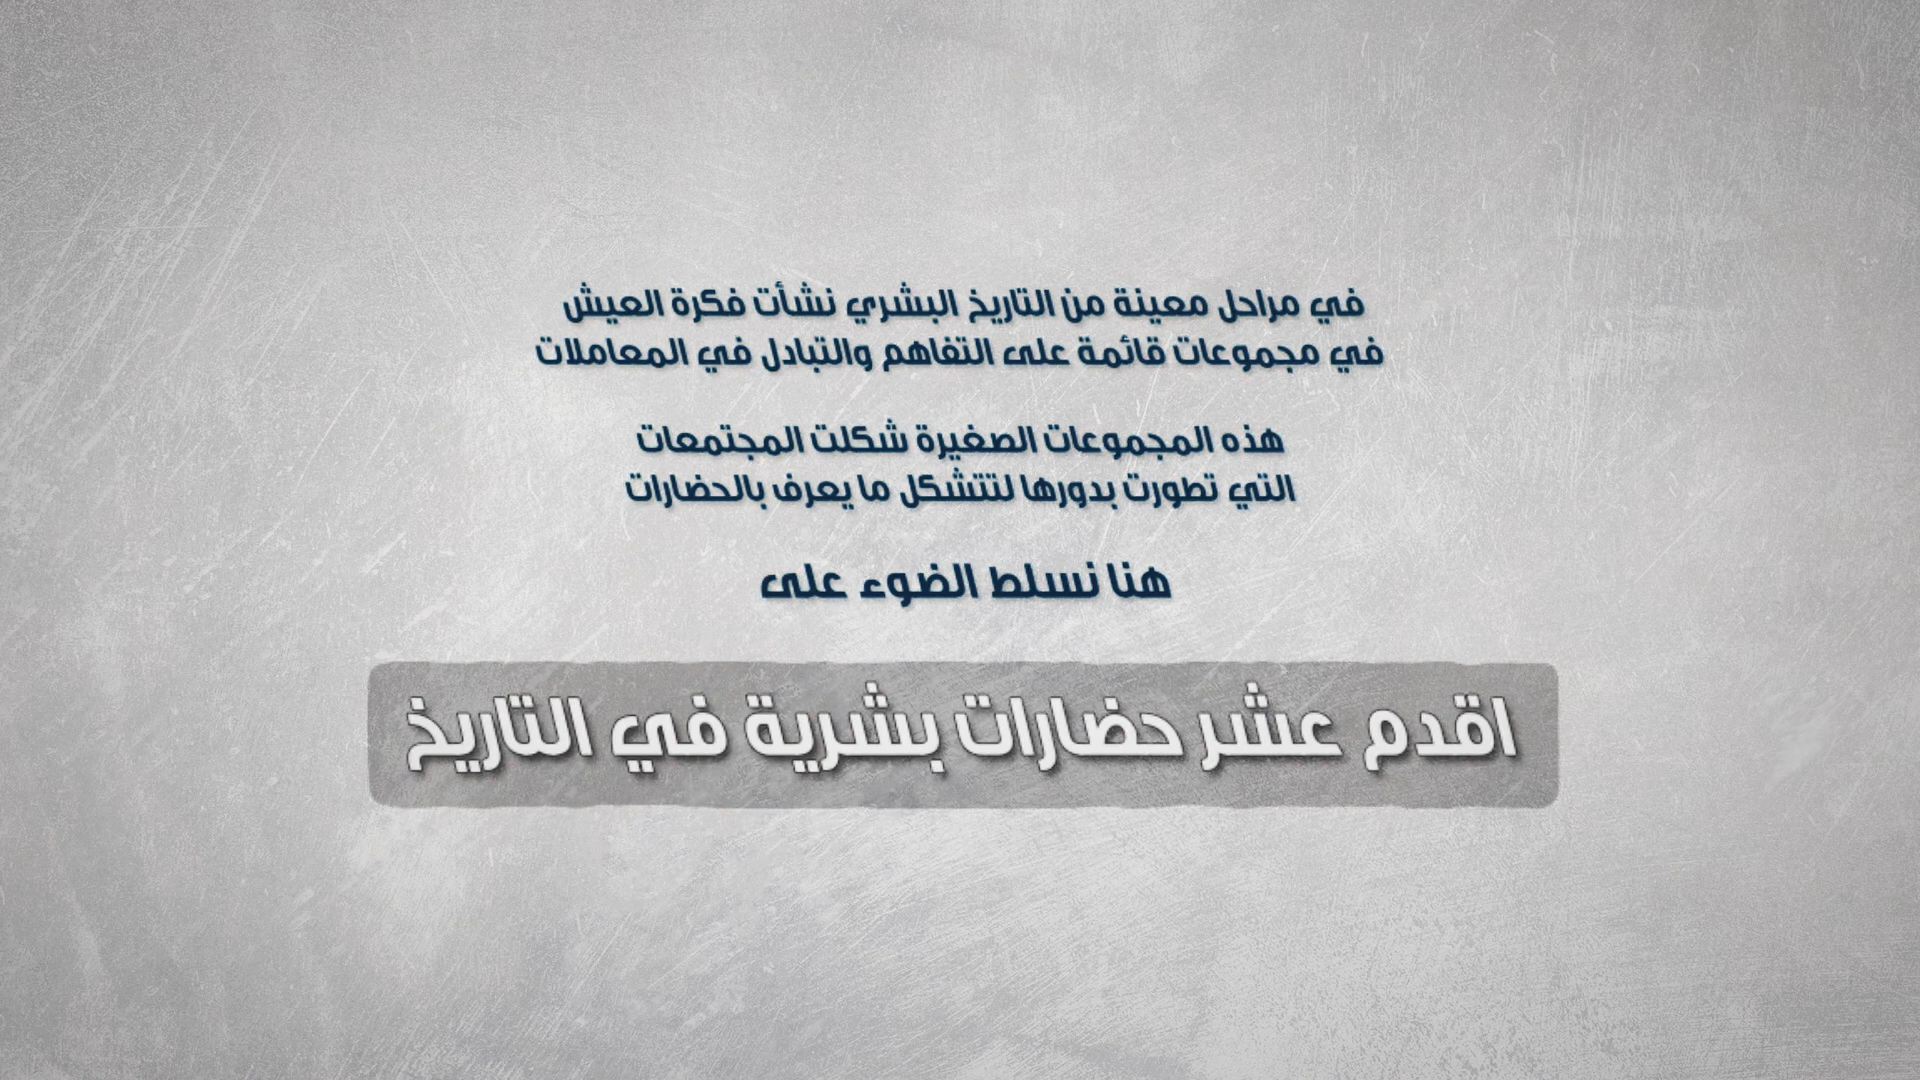 في مراحل معينة من التاريخ البشري نشأت فكرة العيش
في مجموعات قائمة على التفاهم والتبادل في المعاملات
هذه المجموعات الصغيرة شكلت المجتمعات
التي تطورت بدورها لتتشكل ما يعرف بالحضارات
هنا نسلط الضوء على
اقدم عشر حضارات بشرية في التاريخ